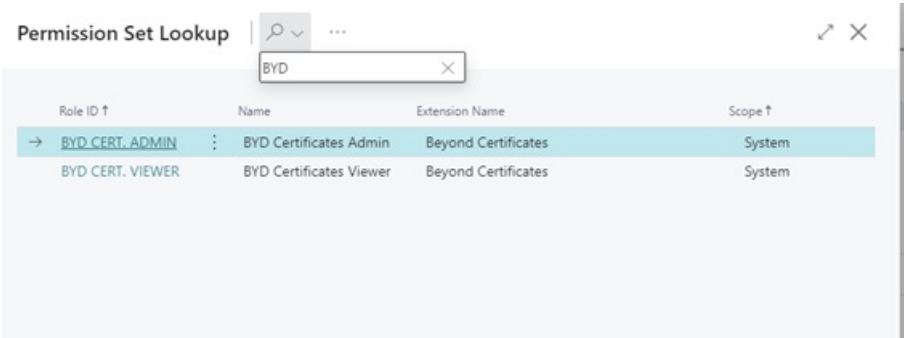 Permission Set Lookup
BYD
Role ID ↑ Name Extension Name Scope ↑
→ BYD CERT. ADMIN BYD Certificates Admin Beyond Certificates System
BYD CERT. VIEWER BYD Certificates Viewer Beyond Certificates System